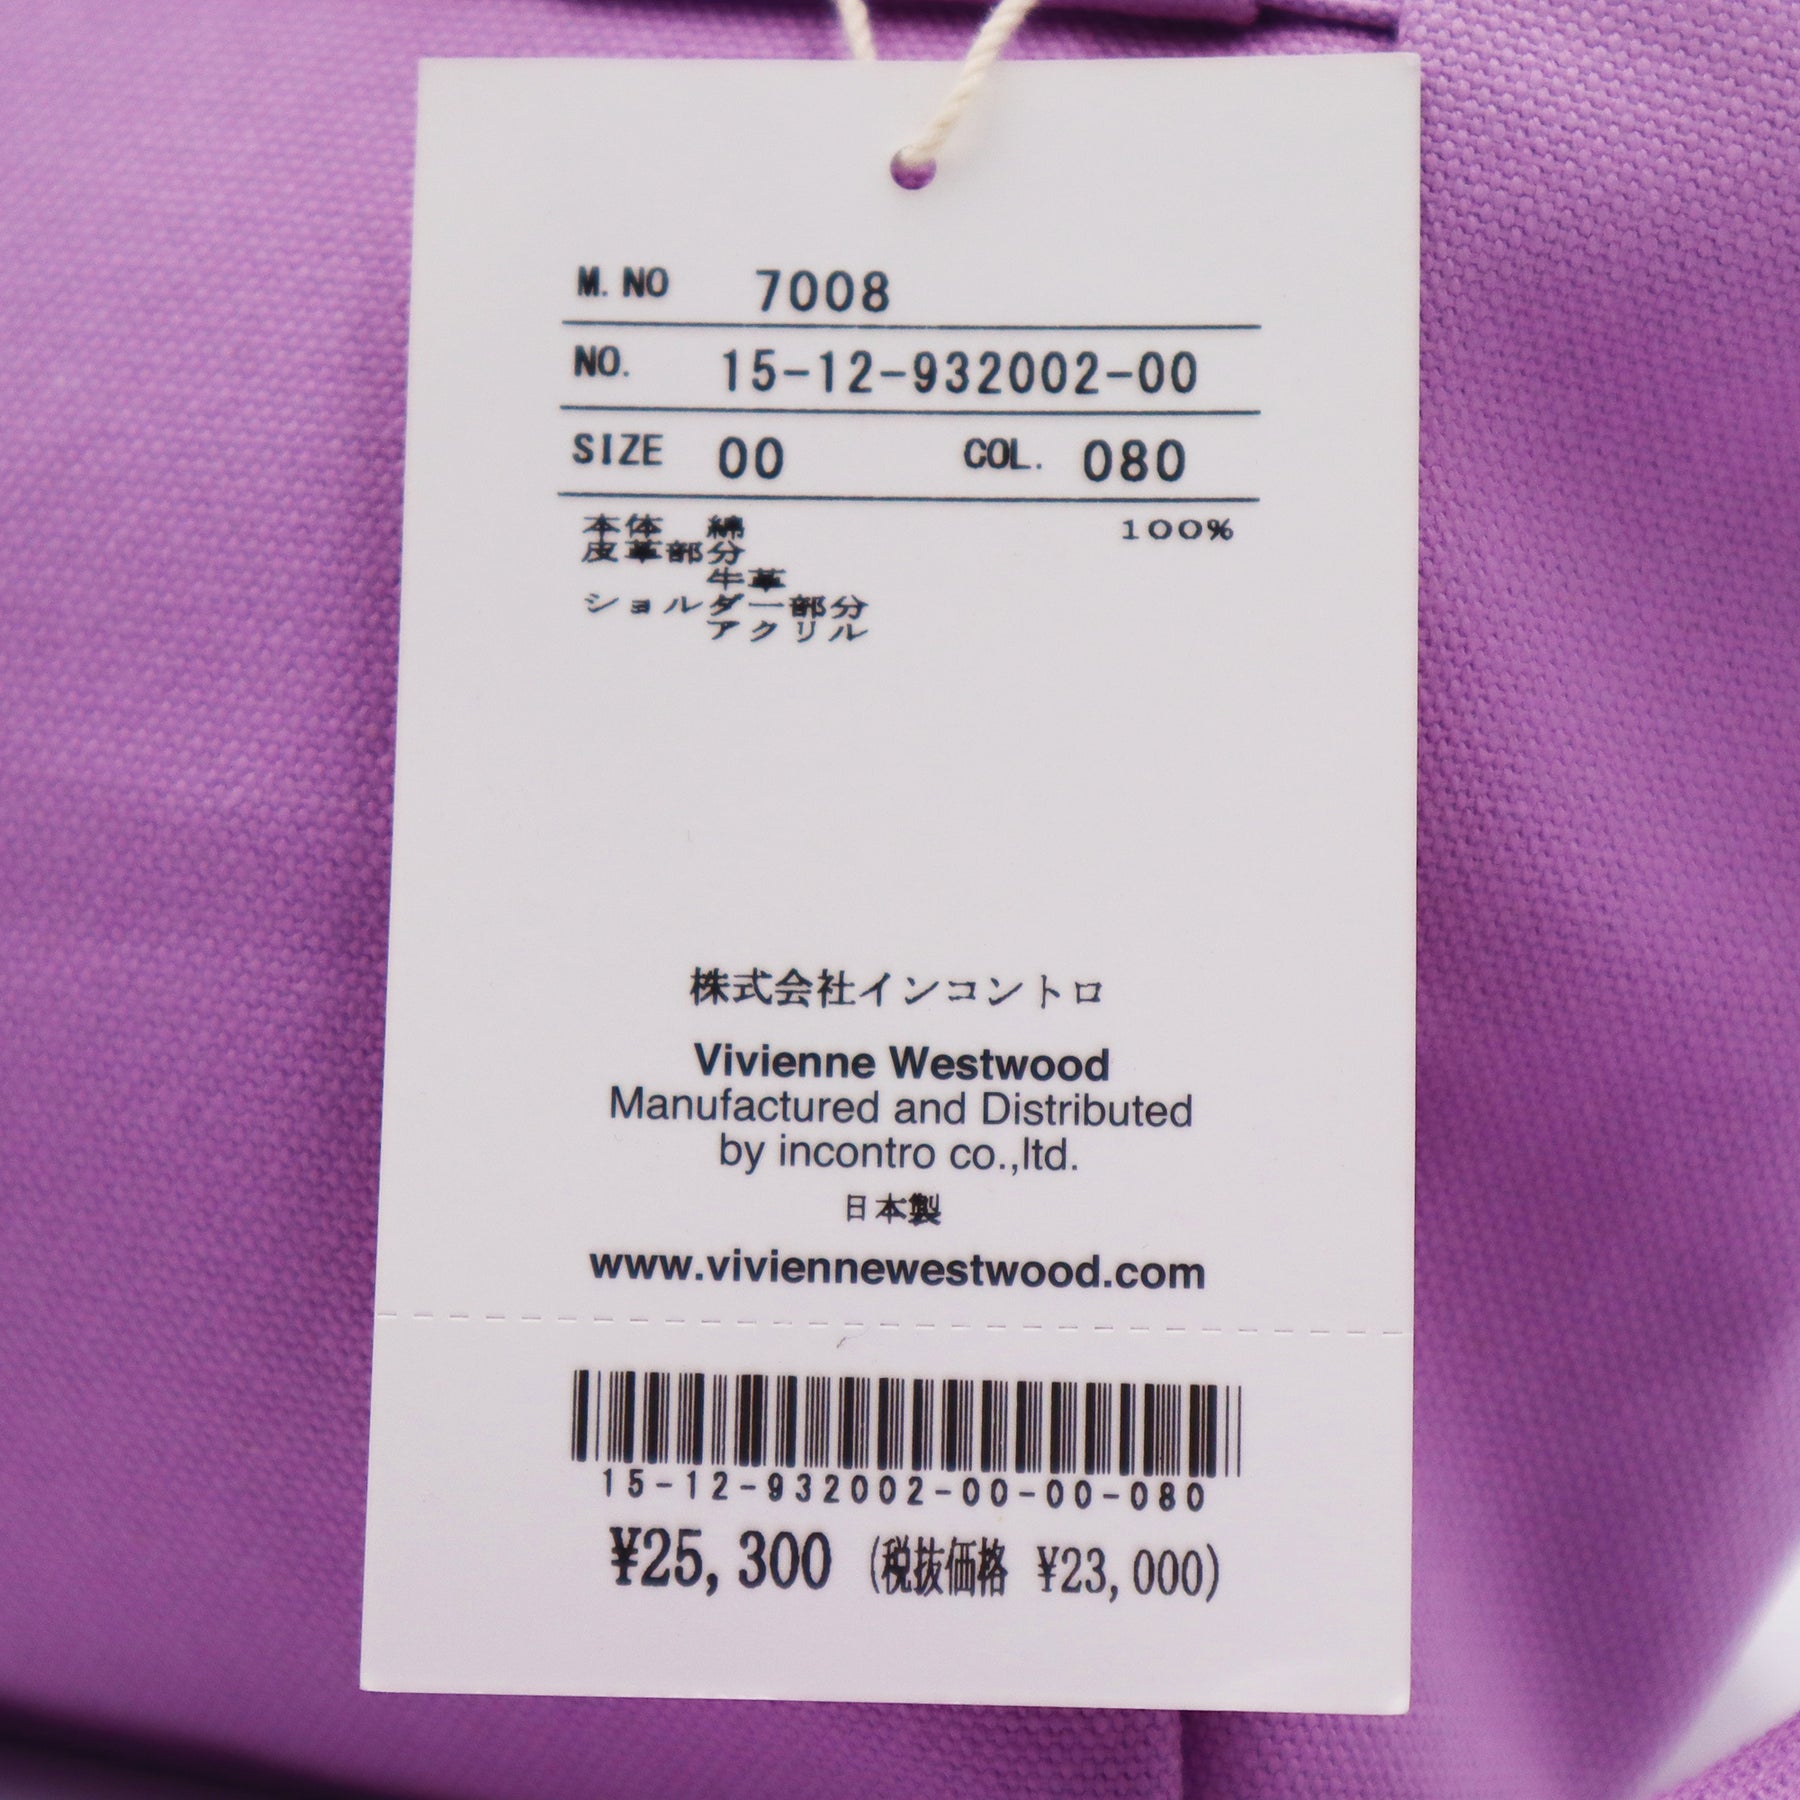 M. NO 7008
NO. 15-12-932002-00
SIZE 00 COL. 080
本体 綿 100%
皮革部分
牛革
ショルダー部分
アクリル
株式会社インコントロ
Vivienne Westwood
Manufactured and Distributed
by incontro co.,ltd.
日本製
www.viviennewestwood.com
15-12-932002-00-00-080
¥25,300 (税抜価格 ¥23,000)